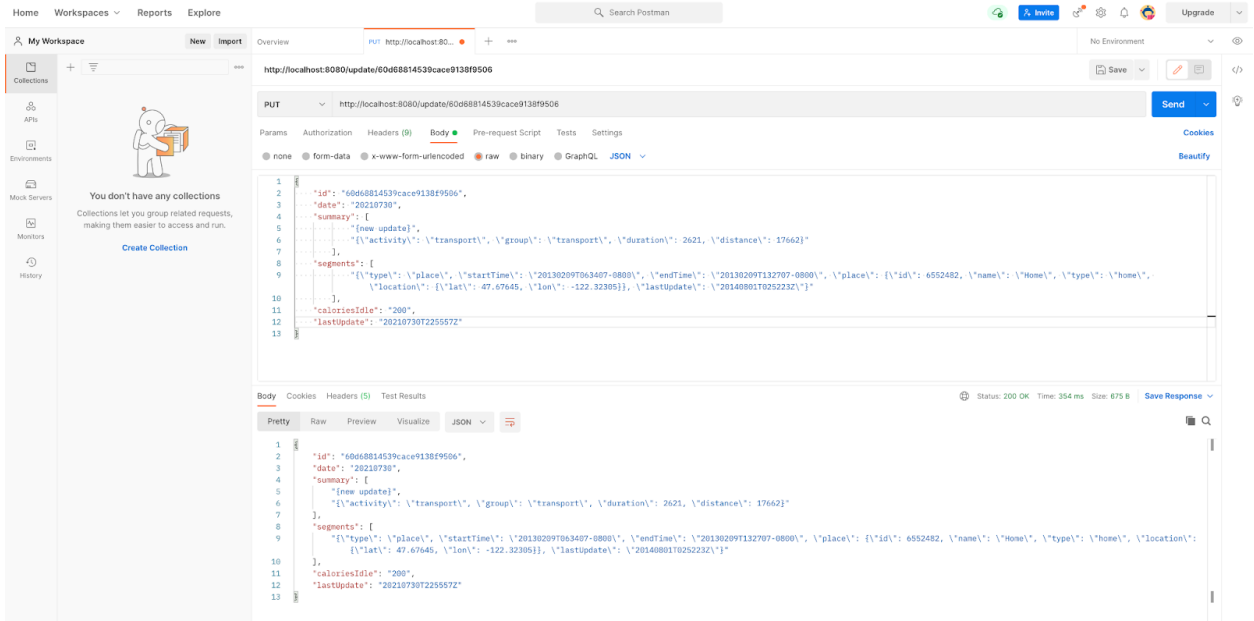 Home Workspaces Reports Explore Search Postman Invite Upgrade
My Workspace New Import Overview PUT http://localhost:80... No Environment
Collections
APIs
Environments
Mock Servers
Monitors
History
You don't have any collections
Collections let you group related requests,
making them easier to access and run.
Create Collection
http://localhost:8080/update/60d68814539cace9138f9506 Save
PUT http://localhost:8080/update/60d68814539cace9138f9506 Send
Params Authorization Headers (9) Body Pre-request Script Tests Settings Cookies
none form-data x-www-form-urlencoded raw binary GraphQL JSON Beautify
1 {
2 "id": "60d68814539cace9138f9506",
3 "date": "20210730",
4 "summary": [
5 "{new update}",
6 "{\"activity\": \"transport\", \"group\": \"transport\", \"duration\": 2621, \"distance\": 17662}"
7 ],
8 "segments": [
9 "{\"type\": \"place\", \"startTime\": \"20130209T063407-0800\", \"endTime\": \"20130209T132707-0800\", \"place\": {\"id\": 6552482, \"name\": \"Home\", \"type\": \"home\",
\"location\": {\"lat\": 47.67645, \"lon\": -122.32305}}, \"lastUpdate\": \"20140801T025223Z\"}"
10 ],
11 "caloriesIdle": "200",
12 "lastUpdate": "20210730T225557Z"
13 }
Body Cookies Headers (5) Test Results Status: 200 OK Time: 354 ms Size: 675 B Save Response
Pretty Raw Preview Visualize JSON
1 {
2 "id": "60d68814539cace9138f9506",
3 "date": "20210730",
4 "summary": [
5 "{new update}",
6 "{\"activity\": \"transport\", \"group\": \"transport\", \"duration\": 2621, \"distance\": 17662}"
7 ],
8 "segments": [
9 "{\"type\": \"place\", \"startTime\": \"20130209T063407-0800\", \"endTime\": \"20130209T132707-0800\", \"place\": {\"id\": 6552482, \"name\": \"Home\", \"type\": \"home\", \"location\":
{\"lat\": 47.67645, \"lon\": -122.32305}}, \"lastUpdate\": \"20140801T025223Z\"}"
10 ],
11 "caloriesIdle": "200",
12 "lastUpdate": "20210730T225557Z"
13 }